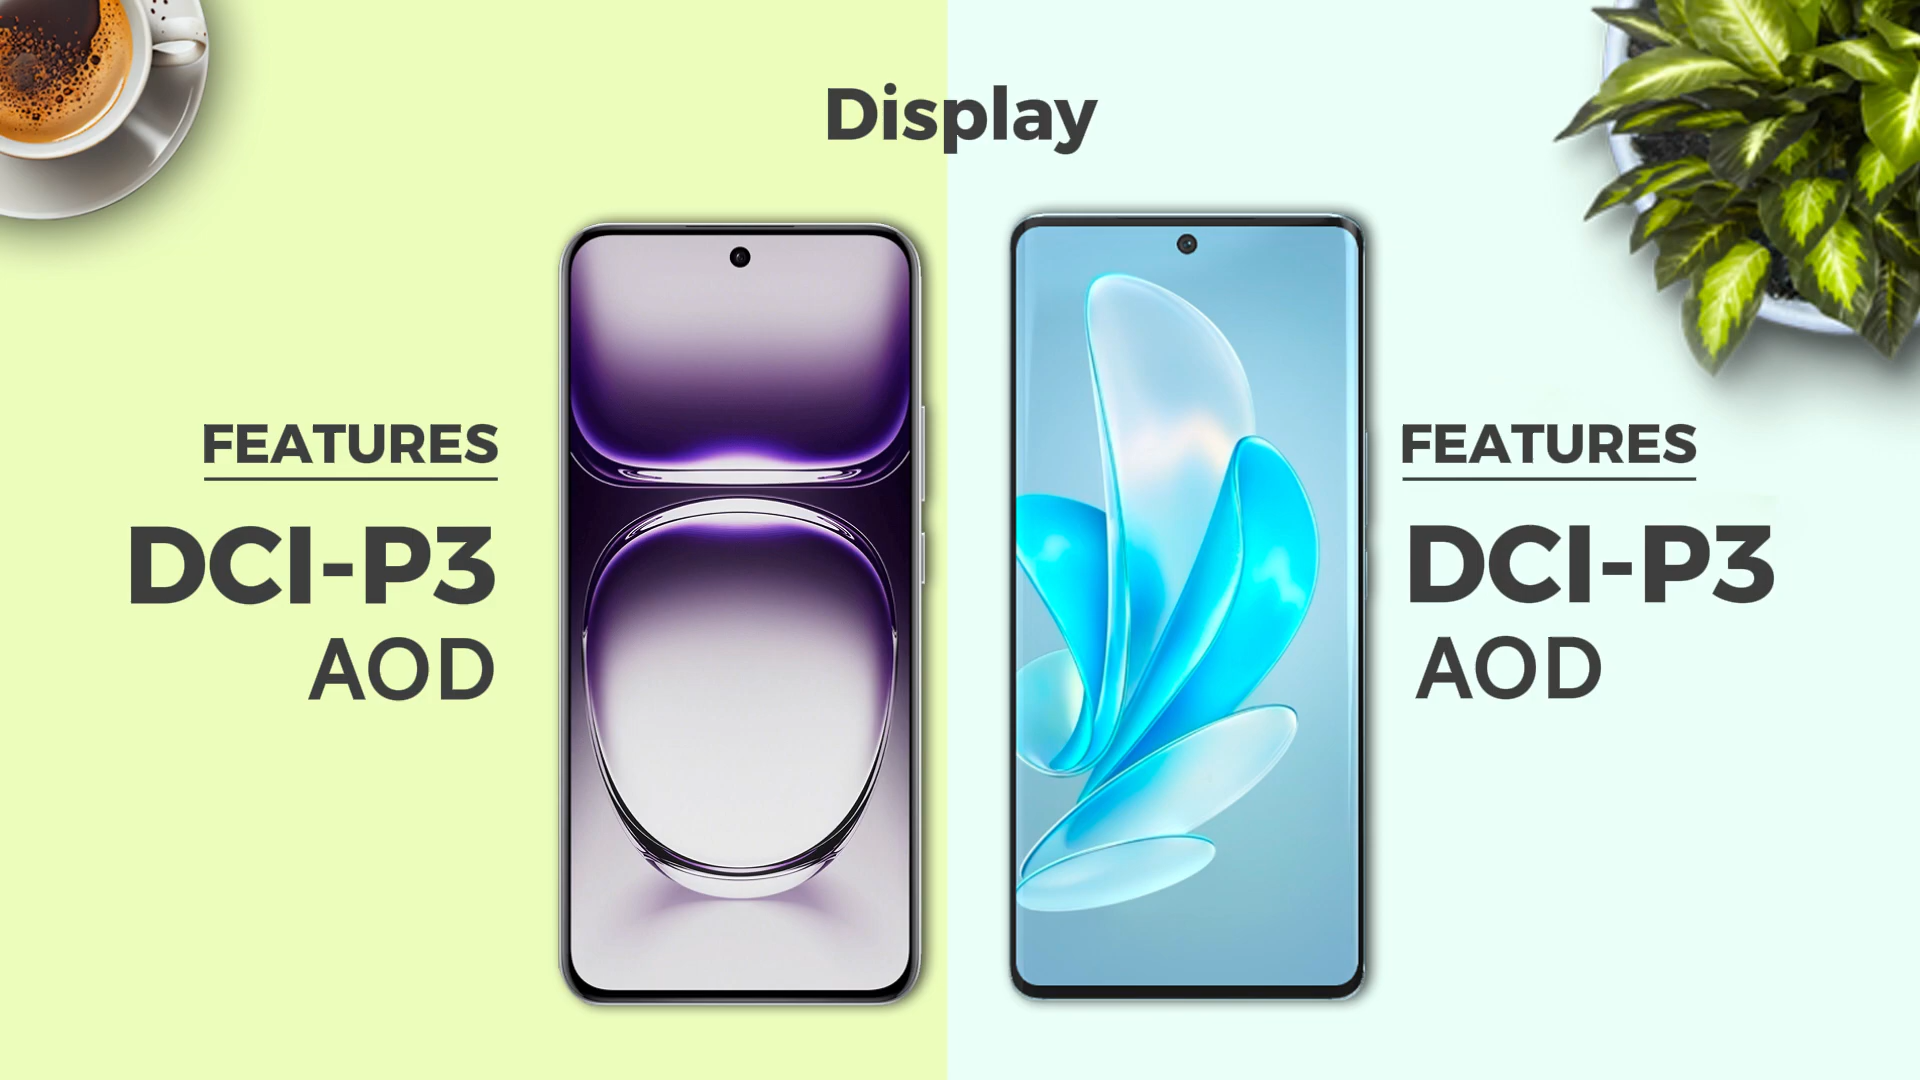 Display
FEATURES
DCI-P3
AOD
FEATURES
DCI-P3
AOD